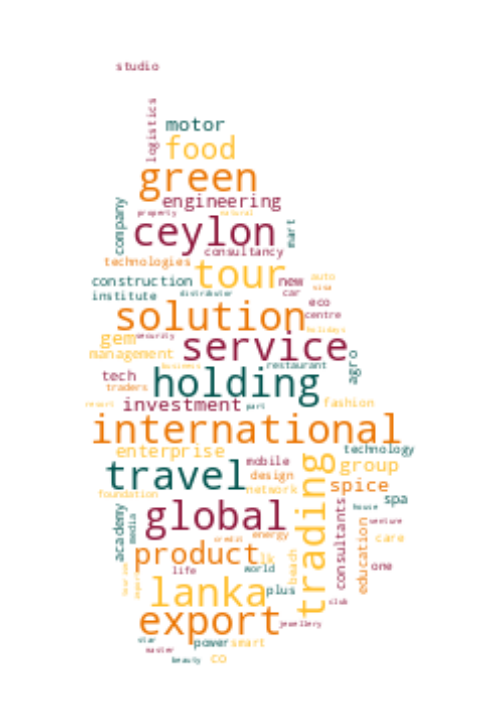 studio
logistics
motor
food
green
engineering
property
natural
company
ceylon
mart
consultancy
technologies
tour
new
auto
visa
construction
car
institute
distributor
eco
solution
centre
holidays
gem
security
service
management
business
restaurant
agro
tech
holding
traders
resort
investment
part
fashion
international
enterprise
technology
travel
mobile
group
design
spice
foundation
network
trading
spa
academy
media
global
consultants
house
venture
credit
energy
education
care
product
lk
life
world
beach
one
lanka
plus
club
export
jewellery
star
power
smart
master
beauty
co